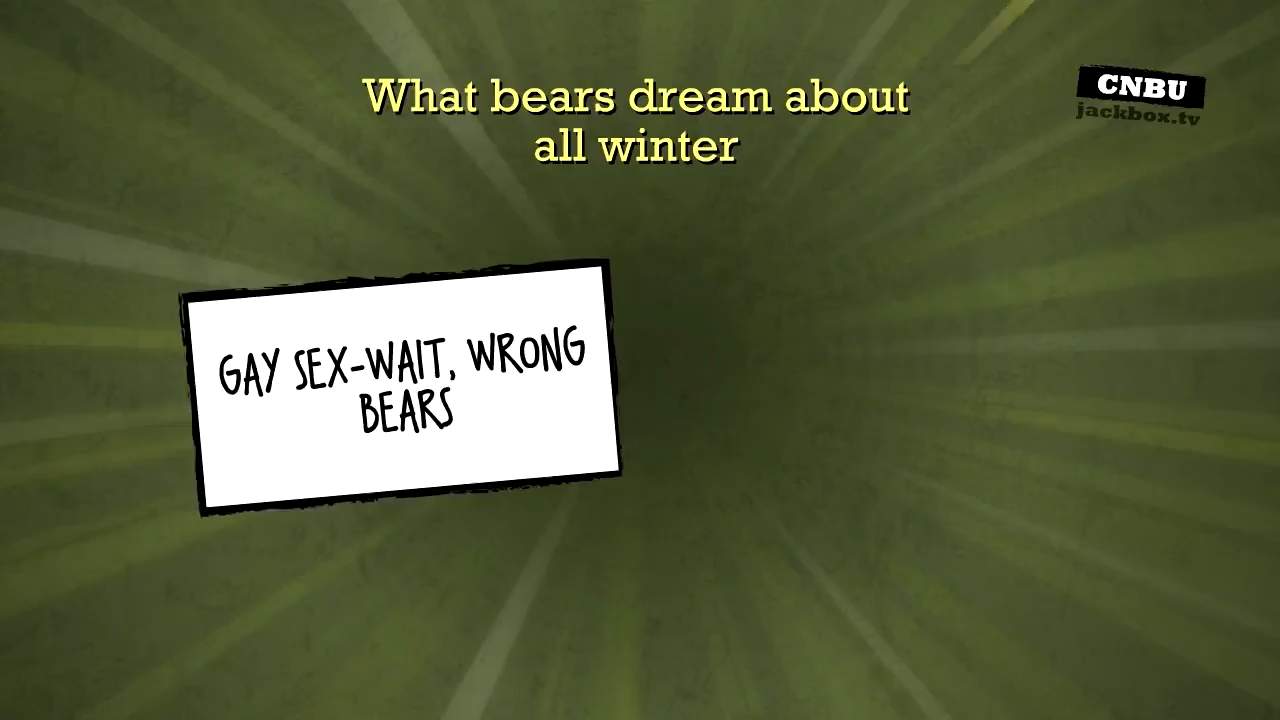 What bears dream about
all winter
CNBU
jackbox.tv
GAY SEX-WAIT, WRONG
BEARS